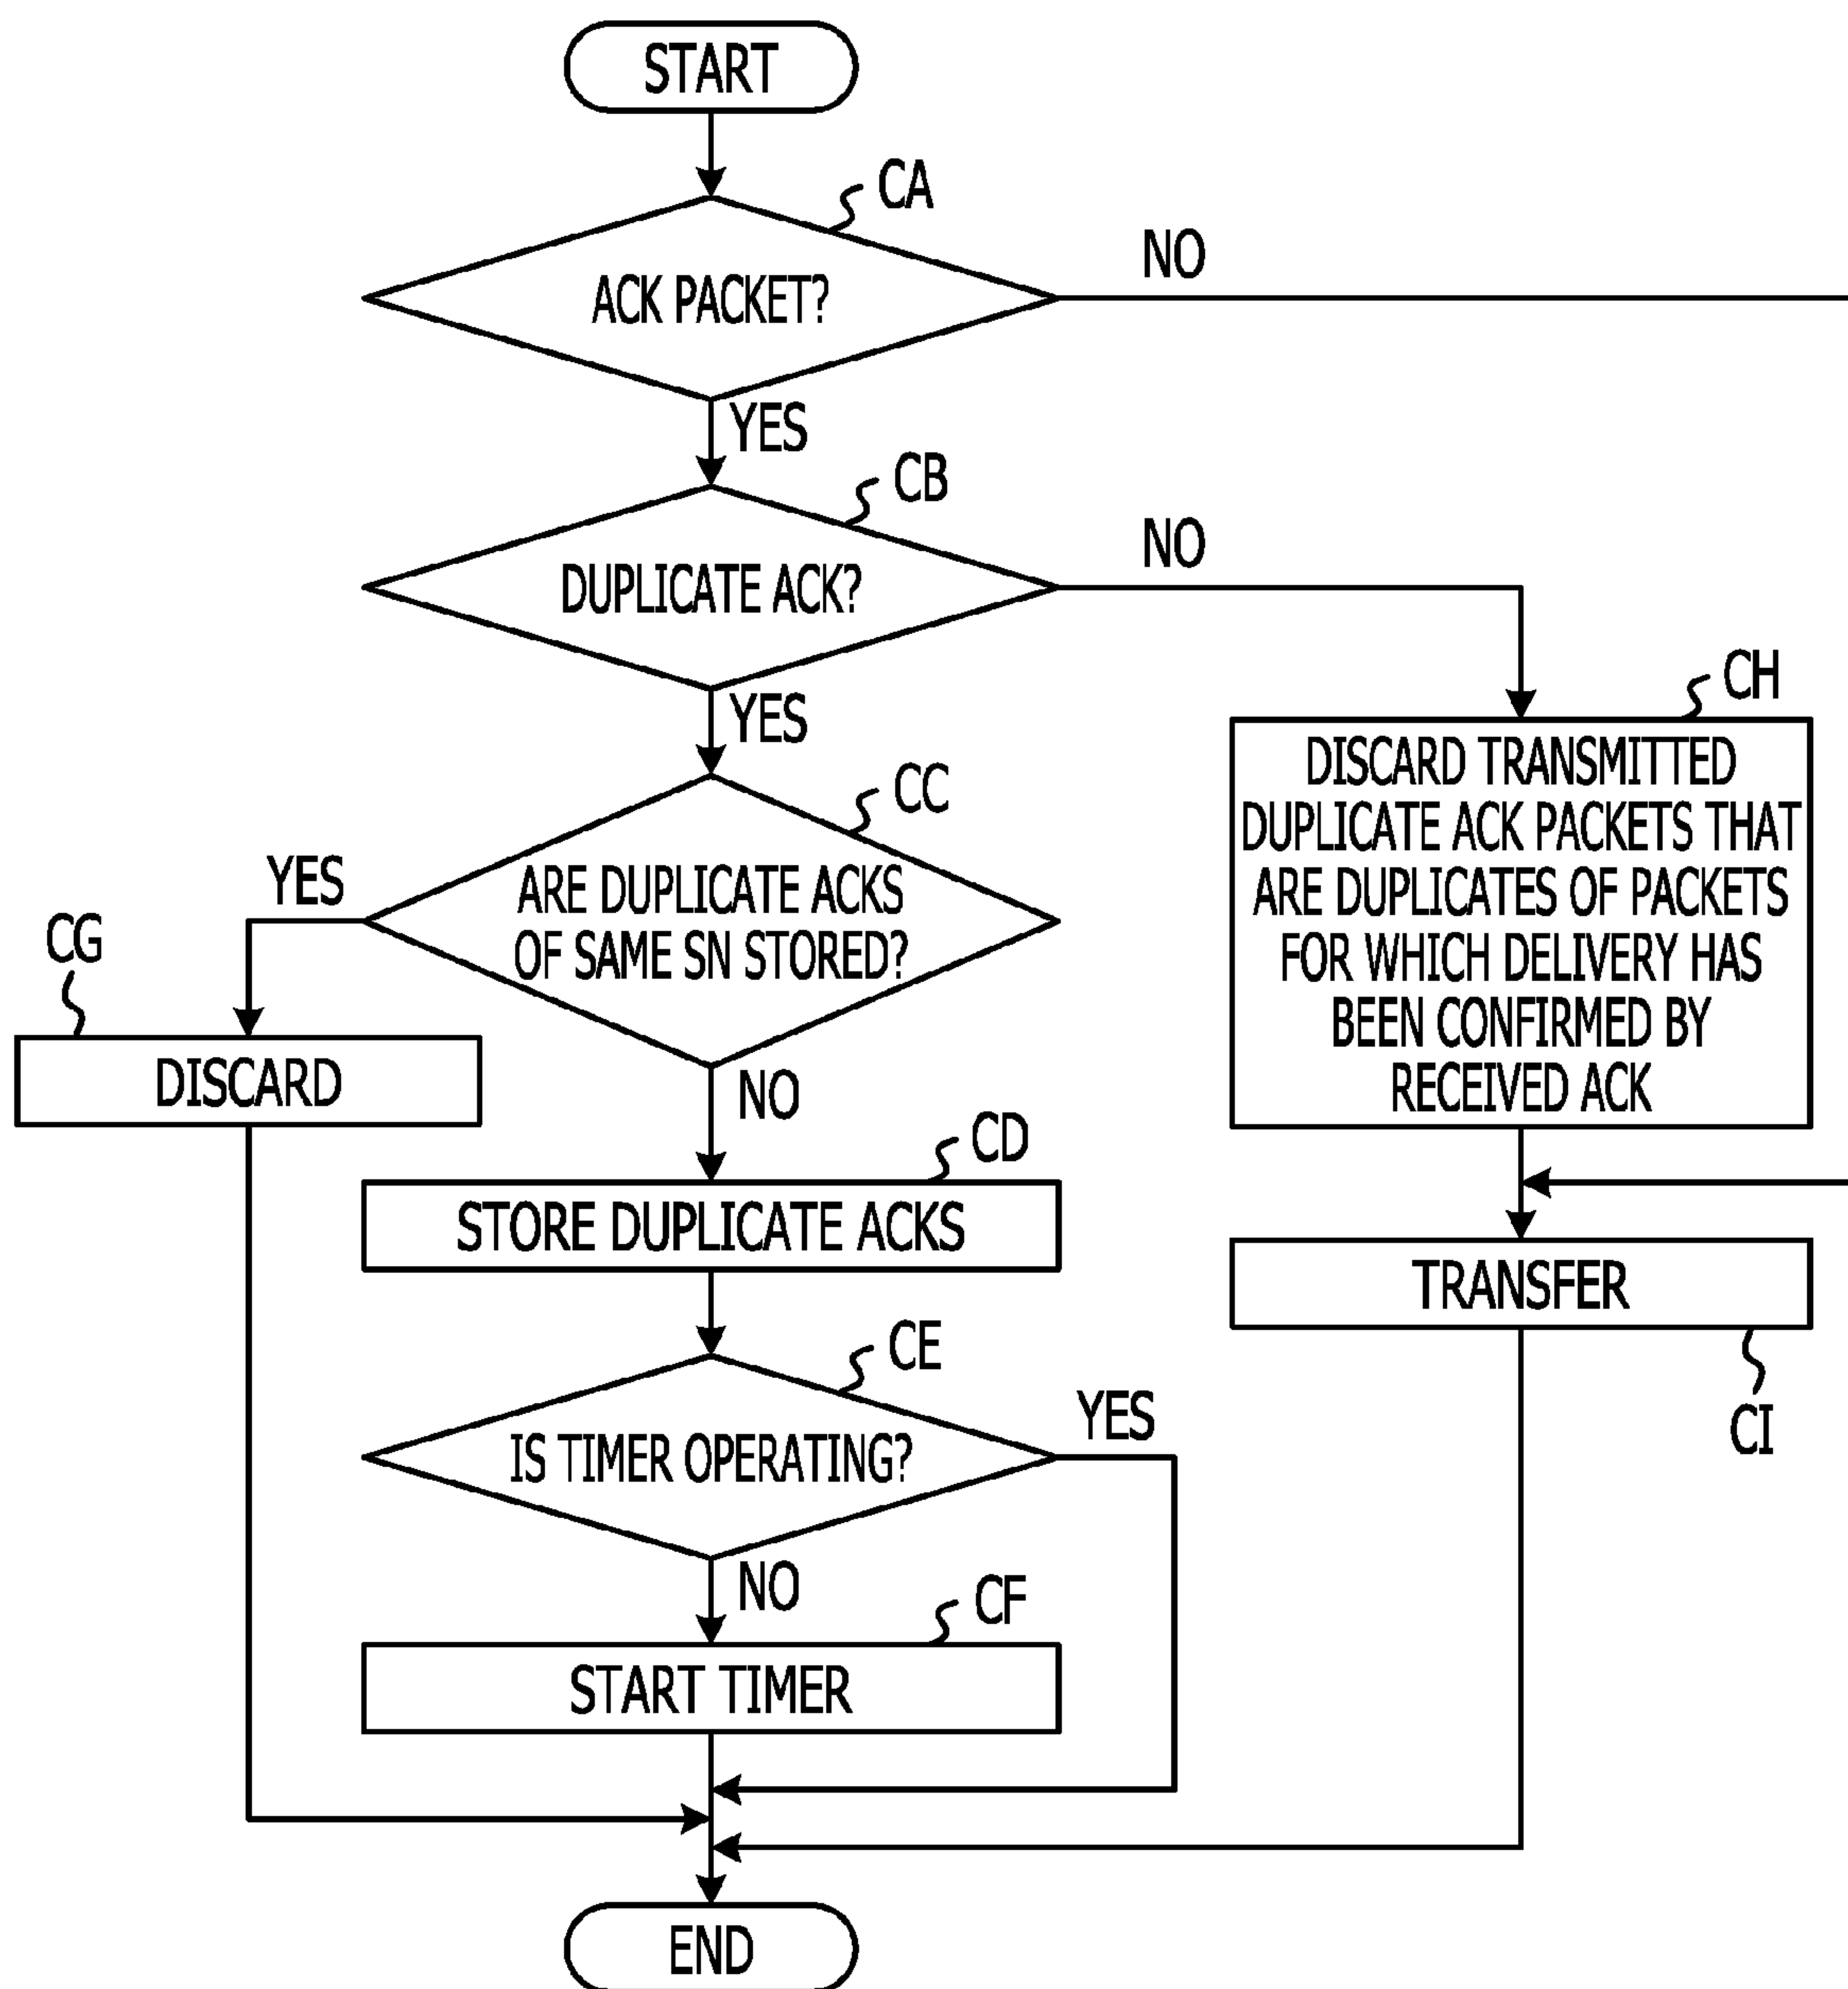 START
CA
ACK PACKET?
NO
YES
CB
DUPLICATE ACK?
NO
YES
CC
ARE DUPLICATE ACKS
OF SAME SN STORED?
YES
CG
DISCARD
NO
CD
STORE DUPLICATE ACKS
CE
IS TIMER OPERATING?
YES
NO
CF
START TIMER
CH
DISCARD TRANSMITTED
DUPLICATE ACK PACKETS THAT
ARE DUPLICATES OF PACKETS
FOR WHICH DELIVERY HAS
BEEN CONFIRMED BY
RECEIVED ACK
TRANSFER
CI
END